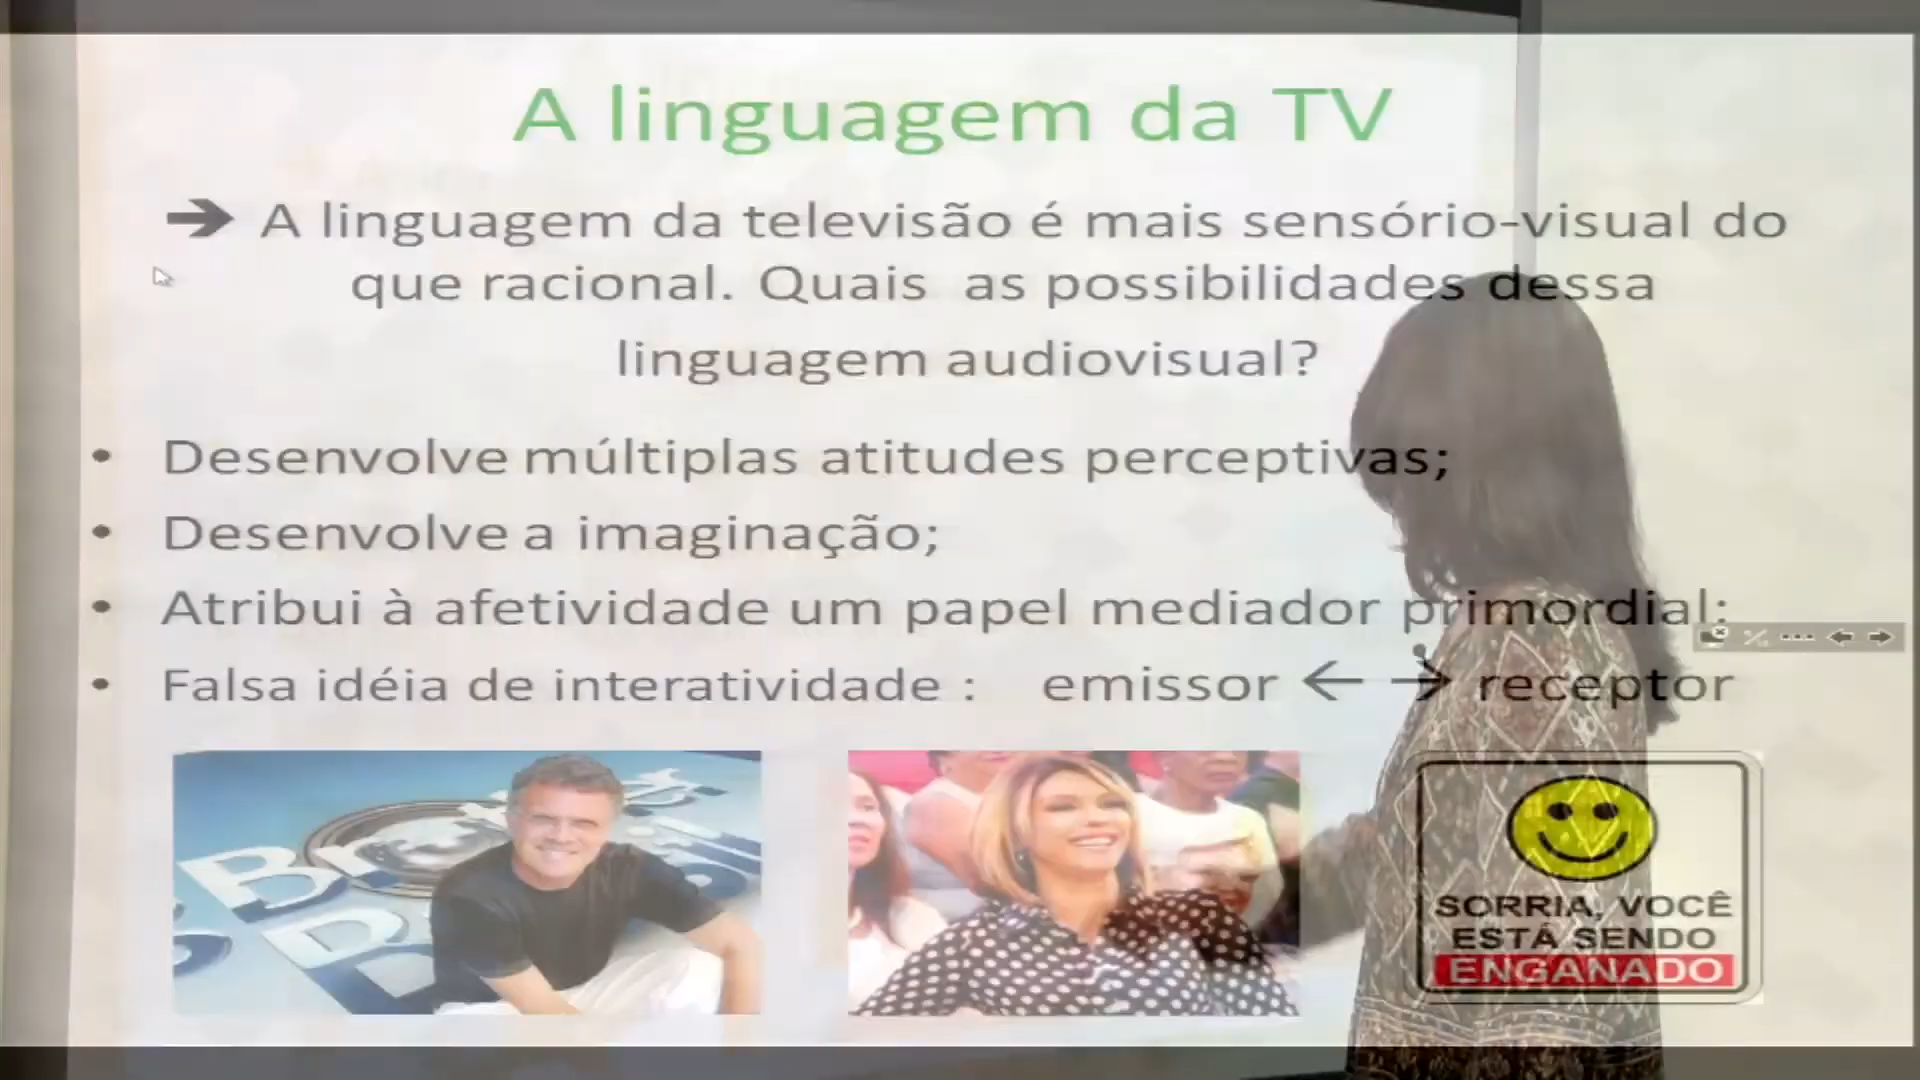 A linguagem da TV
➔ A linguagem da televisão é mais sensório-visual do
que racional. Quais as possibilidades dessa
linguagem audiovisual?
• Desenvolve múltiplas atitudes perceptivas;
• Desenvolve a imaginação;
• Atribui à afetividade um papel mediador primordial;
• Falsa idéia de interatividade : emissor ← → receptor
SORRIA, VOCÊ
ESTÁ SENDO
ENGANADO